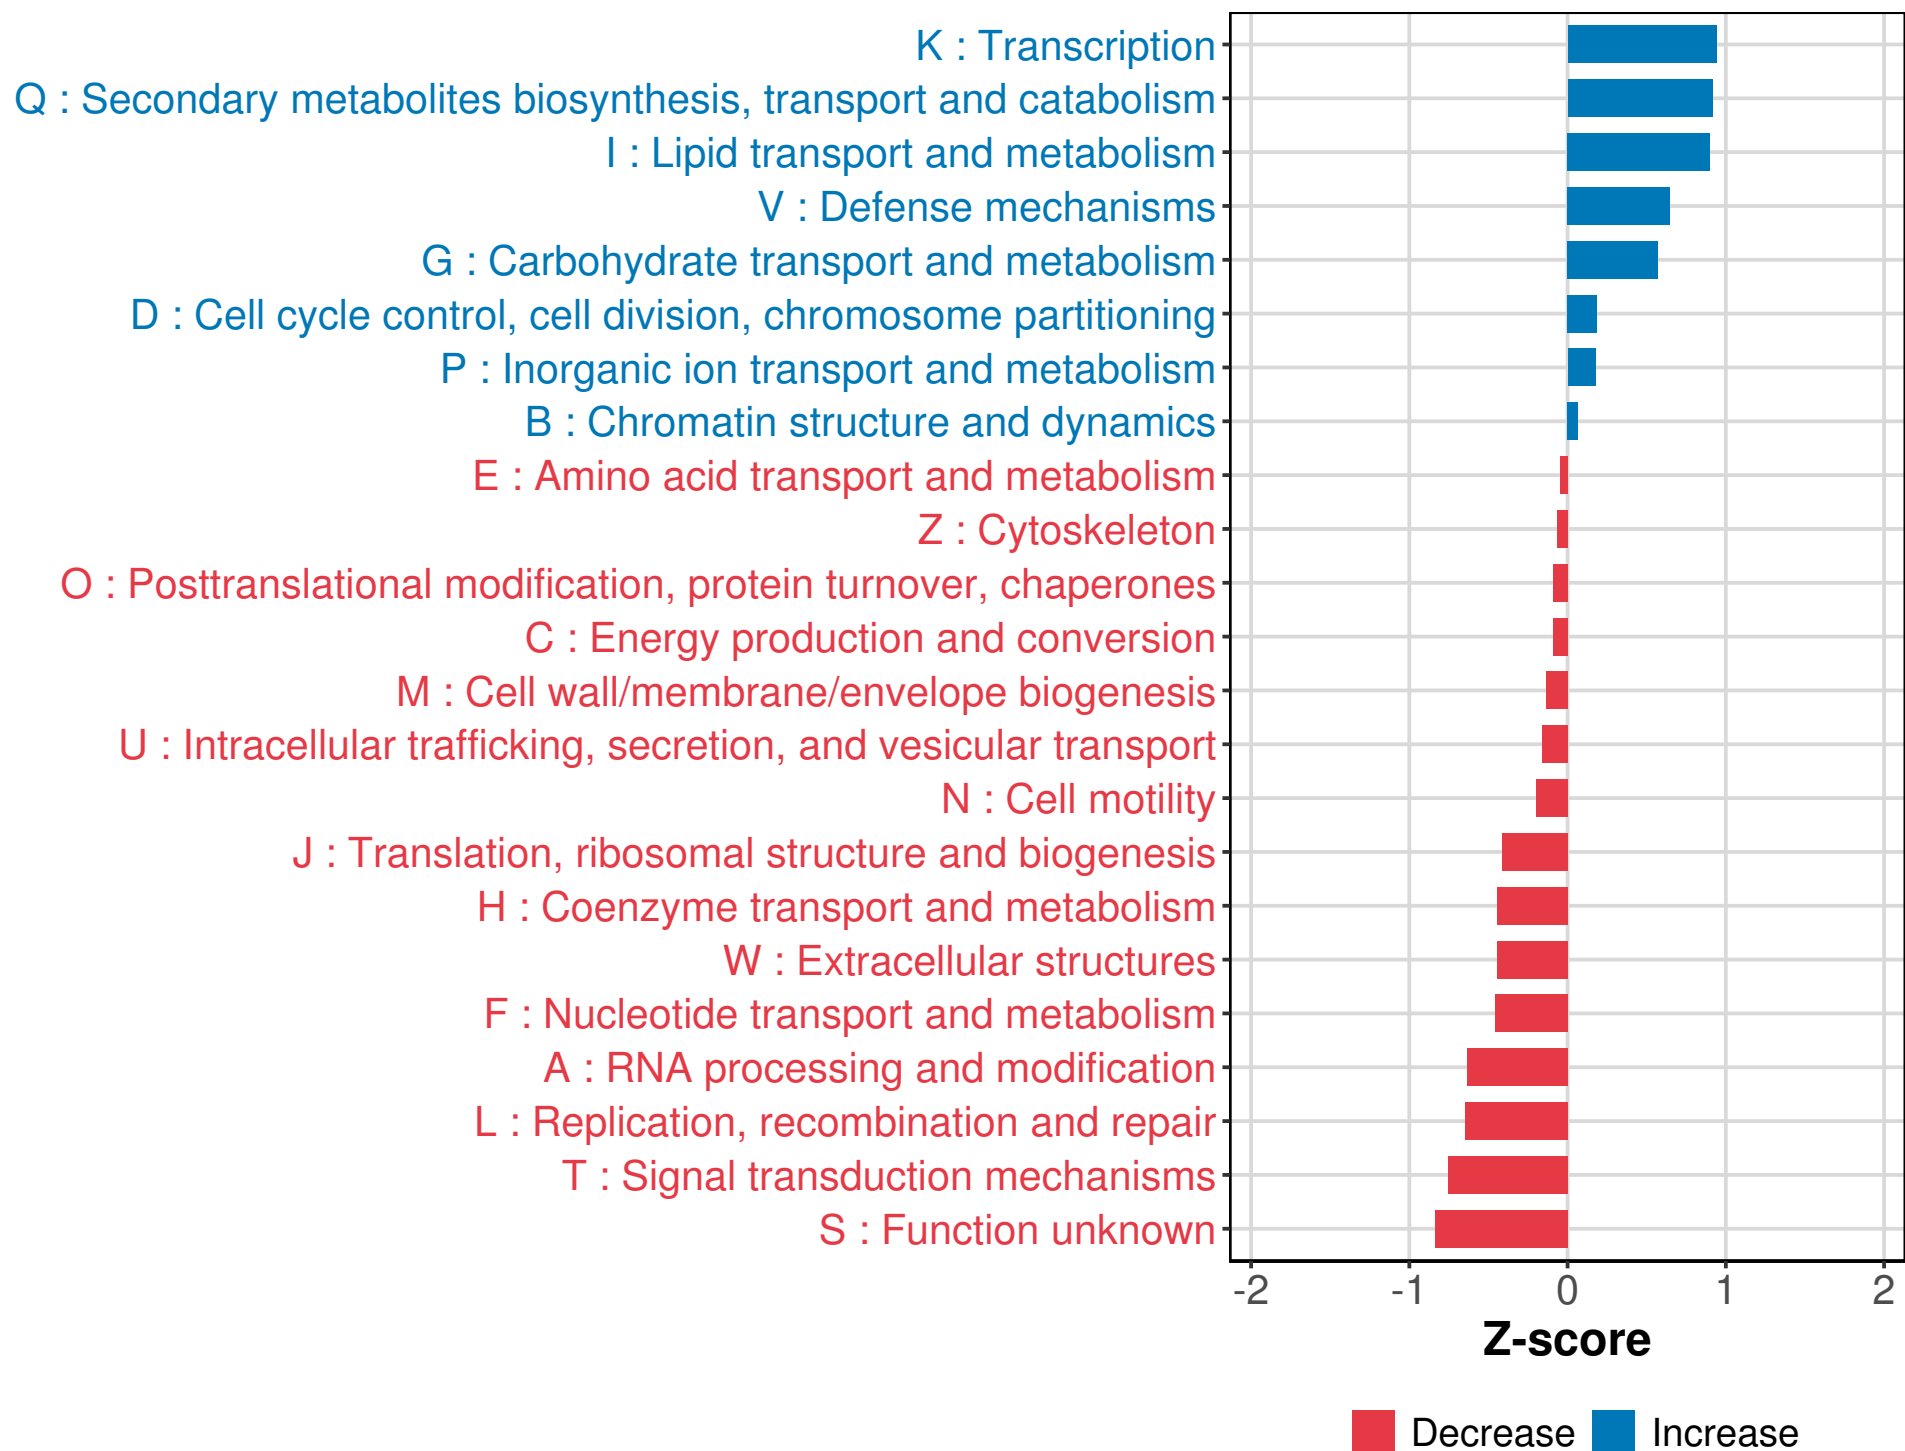 K : Transcription
Q : Secondary metabolites biosynthesis, transport and catabolism
I : Lipid transport and metabolism
V : Defense mechanisms
G : Carbohydrate transport and metabolism
D : Cell cycle control, cell division, chromosome partitioning
P : Inorganic ion transport and metabolism
B : Chromatin structure and dynamics
E : Amino acid transport and metabolism
Z : Cytoskeleton
O : Posttranslational modification, protein turnover, chaperones
C : Energy production and conversion
M : Cell wall/membrane/envelope biogenesis
U : Intracellular trafficking, secretion, and vesicular transport
N : Cell motility
J : Translation, ribosomal structure and biogenesis
H : Coenzyme transport and metabolism
W : Extracellular structures
F : Nucleotide transport and metabolism
A : RNA processing and modification
L : Replication, recombination and repair
T : Signal transduction mechanisms
S : Function unknown
-2 -1 0 1 2
Z-score
Decrease Increase